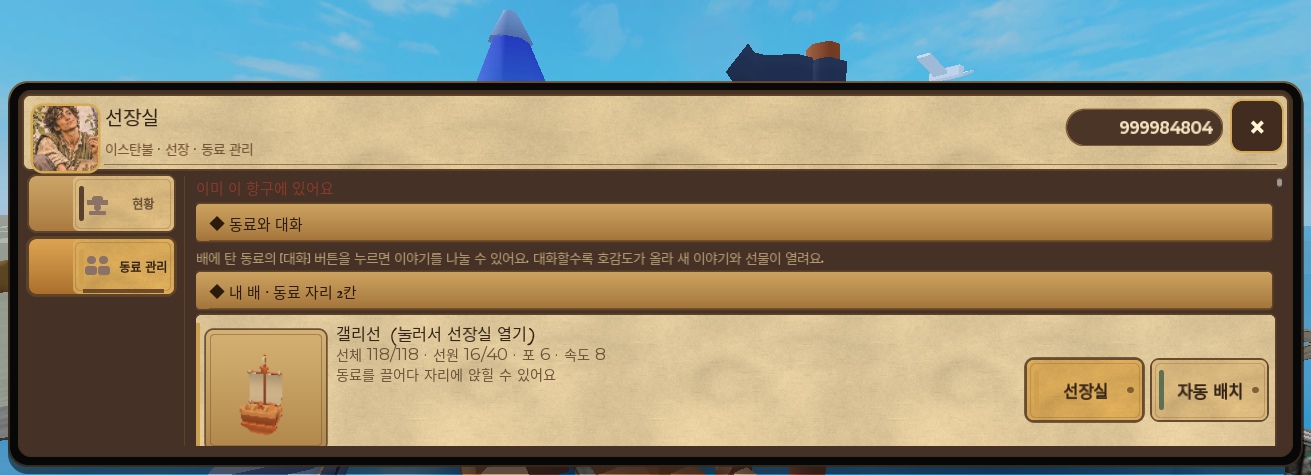 선장실
이스탄불 · 선장 · 동료 관리
999984804
현황
동료 관리
이미 이 항구에 있어요
◆ 동료와 대화
배에 탄 동료의 [대화] 버튼을 누르면 이야기를 나눌 수 있어요. 대화할수록 호감도가 올라 새 이야기와 선물이 열려요.
◆ 내 배 · 동료 자리 2칸
갤리선 (눌러서 선장실 열기)
선체 118/118 · 선원 16/40 · 포 6 · 속도 8
동료를 끌어다 자리에 앉힐 수 있어요
선장실
자동 배치